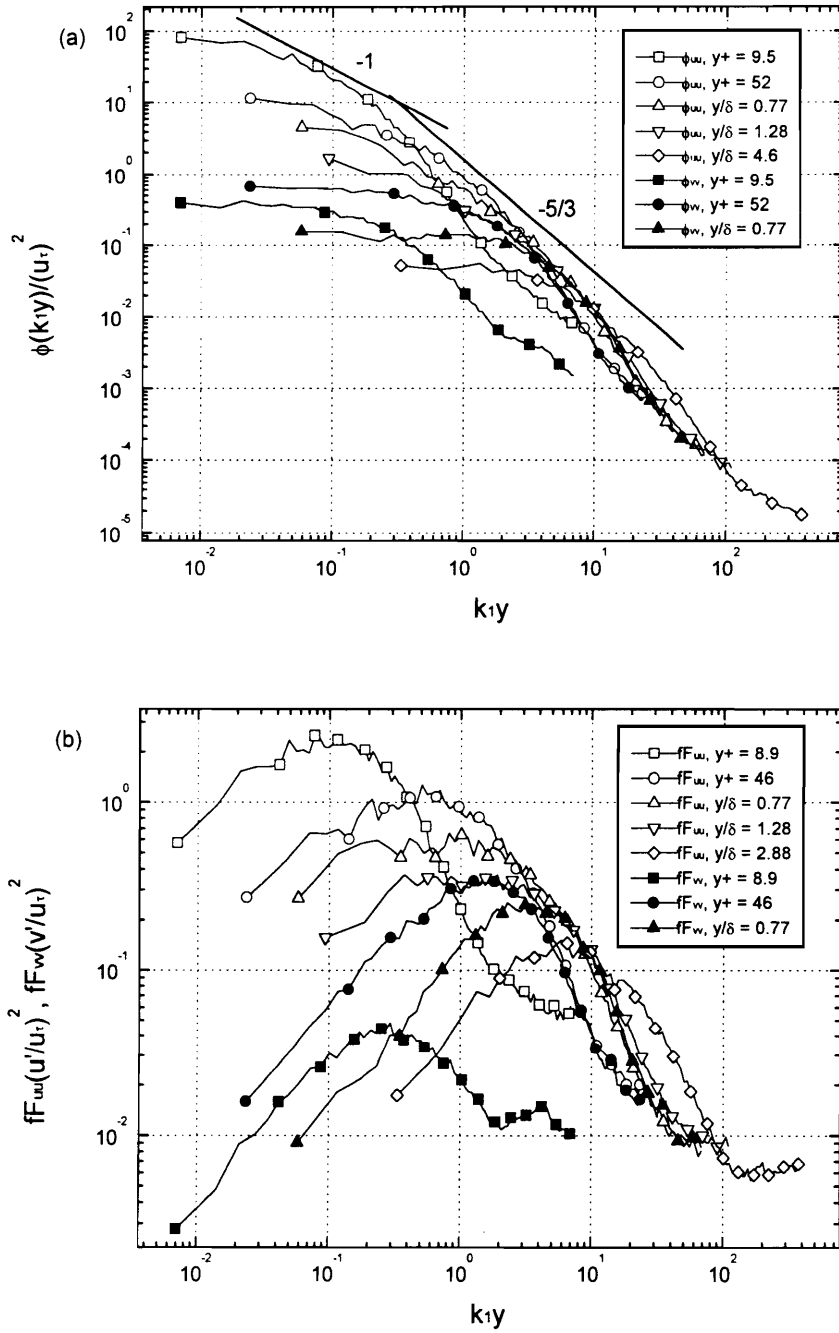 (a)
10²
10¹
10⁰
10⁻¹
10⁻²
10⁻³
10⁻⁴
10⁻⁵
ϕ(k₁y)/(uτ)²
-1
-5/3
ϕuu, y+ = 9.5
ϕuu, y+ = 52
ϕuu, y/δ = 0.77
ϕuu, y/δ = 1.28
ϕuu, y/δ = 4.6
ϕvv, y+ = 9.5
ϕvv, y+ = 52
ϕvv, y/δ = 0.77
10⁻² 10⁻¹ 10⁰ 10¹ 10²
k₁y
(b)
10⁰
10⁻¹
10⁻²
fFuu(u'/uτ)², fFvv(v'/uτ)²
fFuu, y+ = 8.9
fFuu, y+ = 46
fFuu, y/δ = 0.77
fFuu, y/δ = 1.28
fFuu, y/δ = 2.88
fFvv, y+ = 8.9
fFvv, y+ = 46
fFvv, y/δ = 0.77
10⁻² 10⁻¹ 10⁰ 10¹ 10²
k₁y